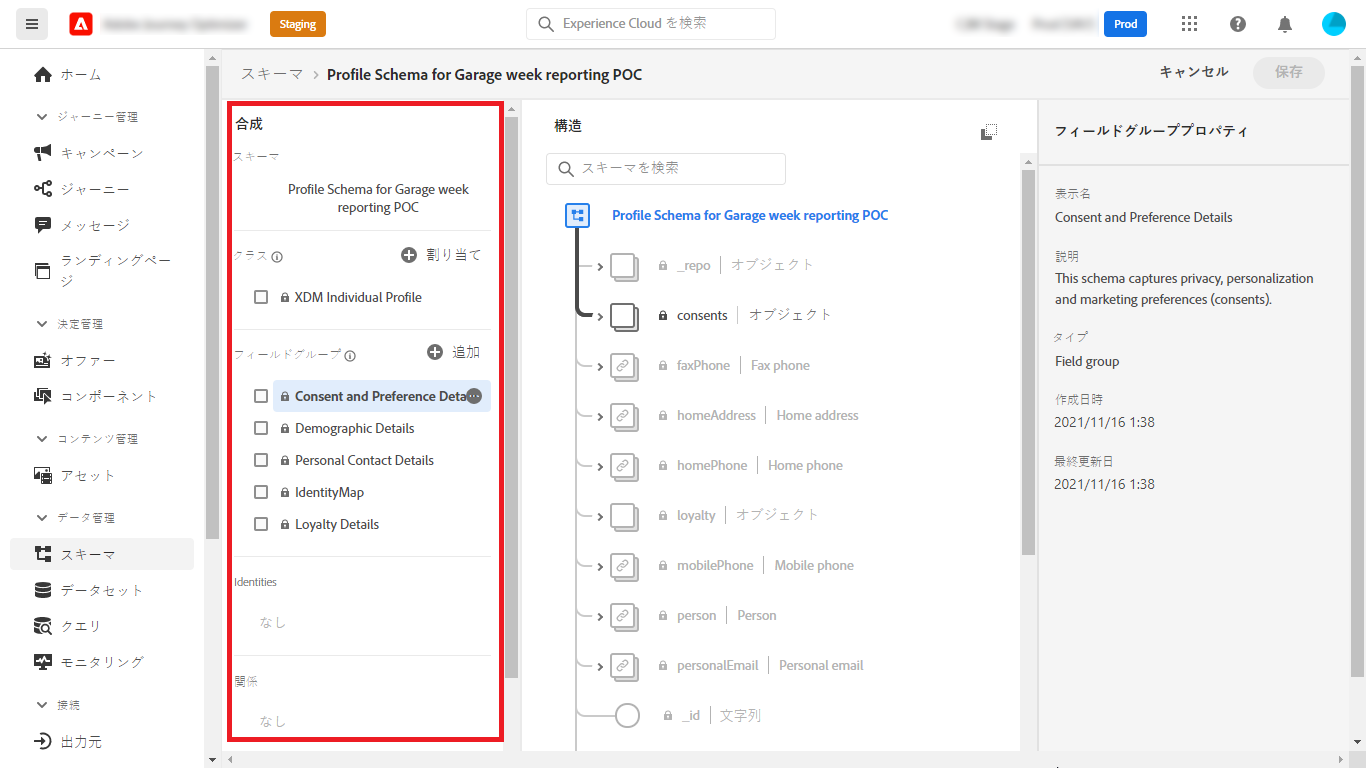 Staging
Experience Cloud を検索
Prod
ホーム
ジャーニー管理
キャンペーン
ジャーニー
メッセージ
ランディングペー
ジ
決定管理
オファー
コンポーネント
コンテンツ管理
アセット
データ管理
スキーマ
データセット
クエリ
モニタリング
接続
出力元
スキーマ › Profile Schema for Garage week reporting POC
キャンセル
保存
合成
スキーマ
Profile Schema for Garage week
reporting POC
クラス
割り当て
XDM Individual Profile
フィールドグループ
追加
Consent and Preference Deta
Demographic Details
Personal Contact Details
IdentityMap
Loyalty Details
Identities
なし
関係
なし
構造
スキーマを検索
Profile Schema for Garage week reporting POC
_repo | オブジェクト
consents | オブジェクト
faxPhone | Fax phone
homeAddress | Home address
homePhone | Home phone
loyalty | オブジェクト
mobilePhone | Mobile phone
person | Person
personalEmail | Personal email
_id | 文字列
フィールドグループプロパティ
表示名
Consent and Preference Details
説明
This schema captures privacy, personalization
and marketing preferences (consents).
タイプ
Field group
作成日時
2021/11/16 1:38
最終更新日
2021/11/16 1:38